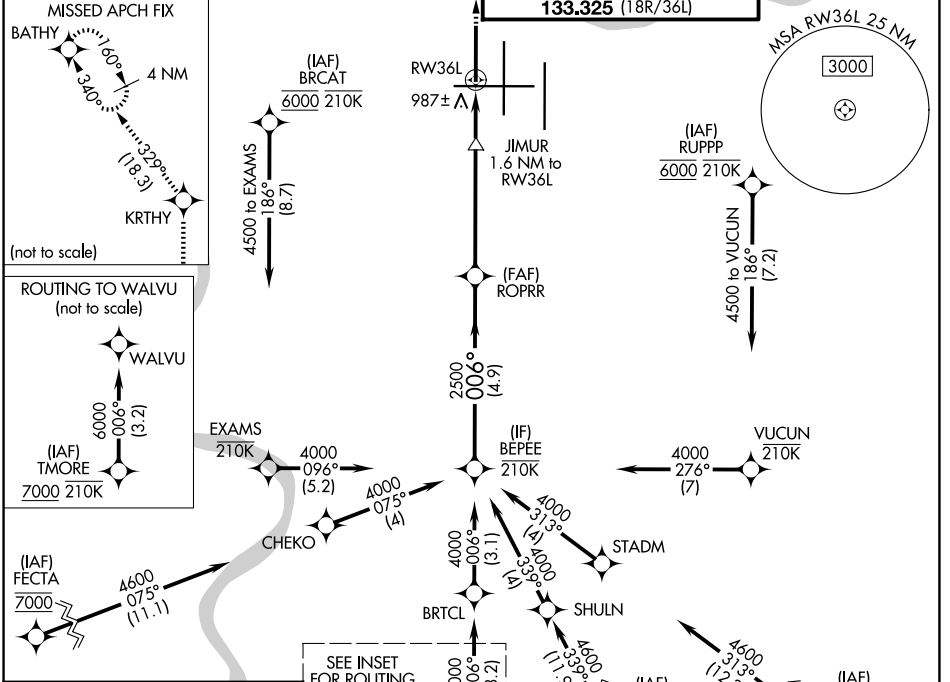 133.325 (18R/36L)
MISSED APCH FIX
BATHY
160°
4 NM
340°
329°
(18.3)
KRTHY
(not to scale)
(IAF)
BRCAT
6000 210K
4500 to EXAMS
186°
(8.7)
RW36L
987±
JIMUR
1.6 NM to
RW36L
MSA RW36L 25 NM
3000
(IAF)
RUPPP
6000 210K
4500 to VUCUN
186°
(7.2)
(FAF)
ROPRR
2500
006°
(4.9)
ROUTING TO WALVU
(not to scale)
WALVU
6000
006°
(3.2)
(IAF)
TMORE
7000 210K
EXAMS
210K
4000
096°
(5.2)
(IF)
BEPEE
210K
VUCUN
210K
4000
276°
(7)
CHEKO
4000
075°
(4)
4000
006°
(3.1)
BRTCL
4000
339°
(4)
SHULN
4000
313°
(4)
STADM
(IAF)
FECTA
7000
4600
075°
(11.1)
SEE INSET
FOR ROUTING
4600
339°
4600
313°
(IAF)
(IAF)